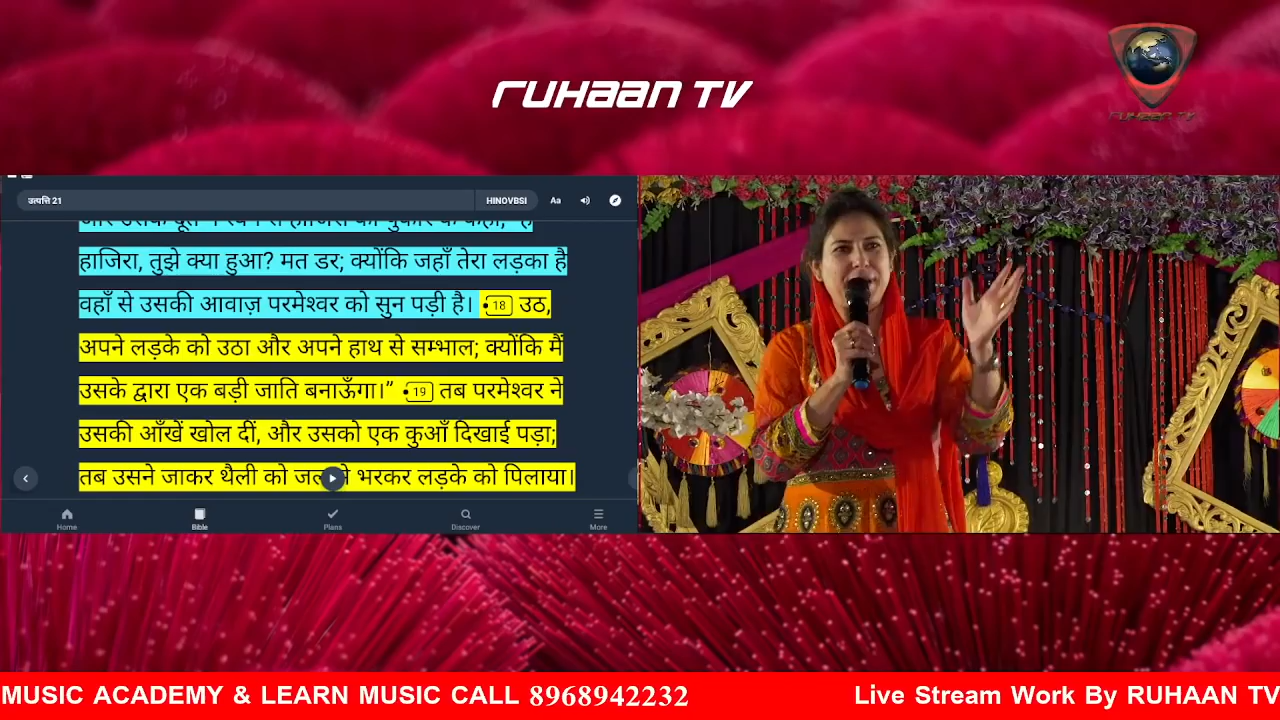 RUHAAN TV
RUHAAN TV
उत्पत्ति 21
HINOVBSI
Aa
हाजिरा, तुझे क्या हुआ? मत डर; क्योंकि जहाँ तेरा लड़का है
वहाँ से उसकी आवाज़ परमेश्वर को सुन पड़ी है। 18 उठ,
अपने लड़के को उठा और अपने हाथ से सम्भाल; क्योंकि मैं
उसके द्वारा एक बड़ी जाति बनाऊँगा।” 19 तब परमेश्वर ने
उसकी आँखें खोल दीं, और उसको एक कुआँ दिखाई पड़ा;
तब उसने जाकर थैली को भरकर लड़के को पिलाया।
Home
Bible
Plans
Discover
More
MUSIC ACADEMY & LEARN MUSIC CALL 8968942232
Live Stream Work By RUHAAN TV